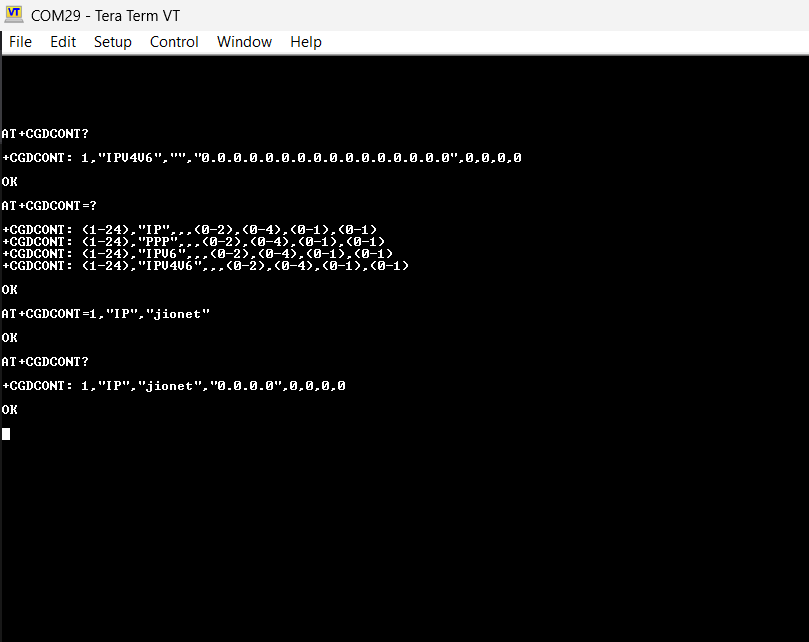 COM29 - Tera Term VT
File Edit Setup Control Window Help
AT+CGDCONT?
+CGDCONT: 1,"IPV4V6","","0.0.0.0.0.0.0.0.0.0.0.0.0.0.0.0",0,0,0,0
OK
AT+CGDCONT=?
+CGDCONT: (1-24),"IP",,,(0-2),(0-4),(0-1),(0-1)
+CGDCONT: (1-24),"PPP",,,(0-2),(0-4),(0-1),(0-1)
+CGDCONT: (1-24),"IPV6",,,(0-2),(0-4),(0-1),(0-1)
+CGDCONT: (1-24),"IPV4V6",,,(0-2),(0-4),(0-1),(0-1)
OK
AT+CGDCONT=1,"IP","jionet"
OK
AT+CGDCONT?
+CGDCONT: 1,"IP","jionet","0.0.0.0",0,0,0,0
OK